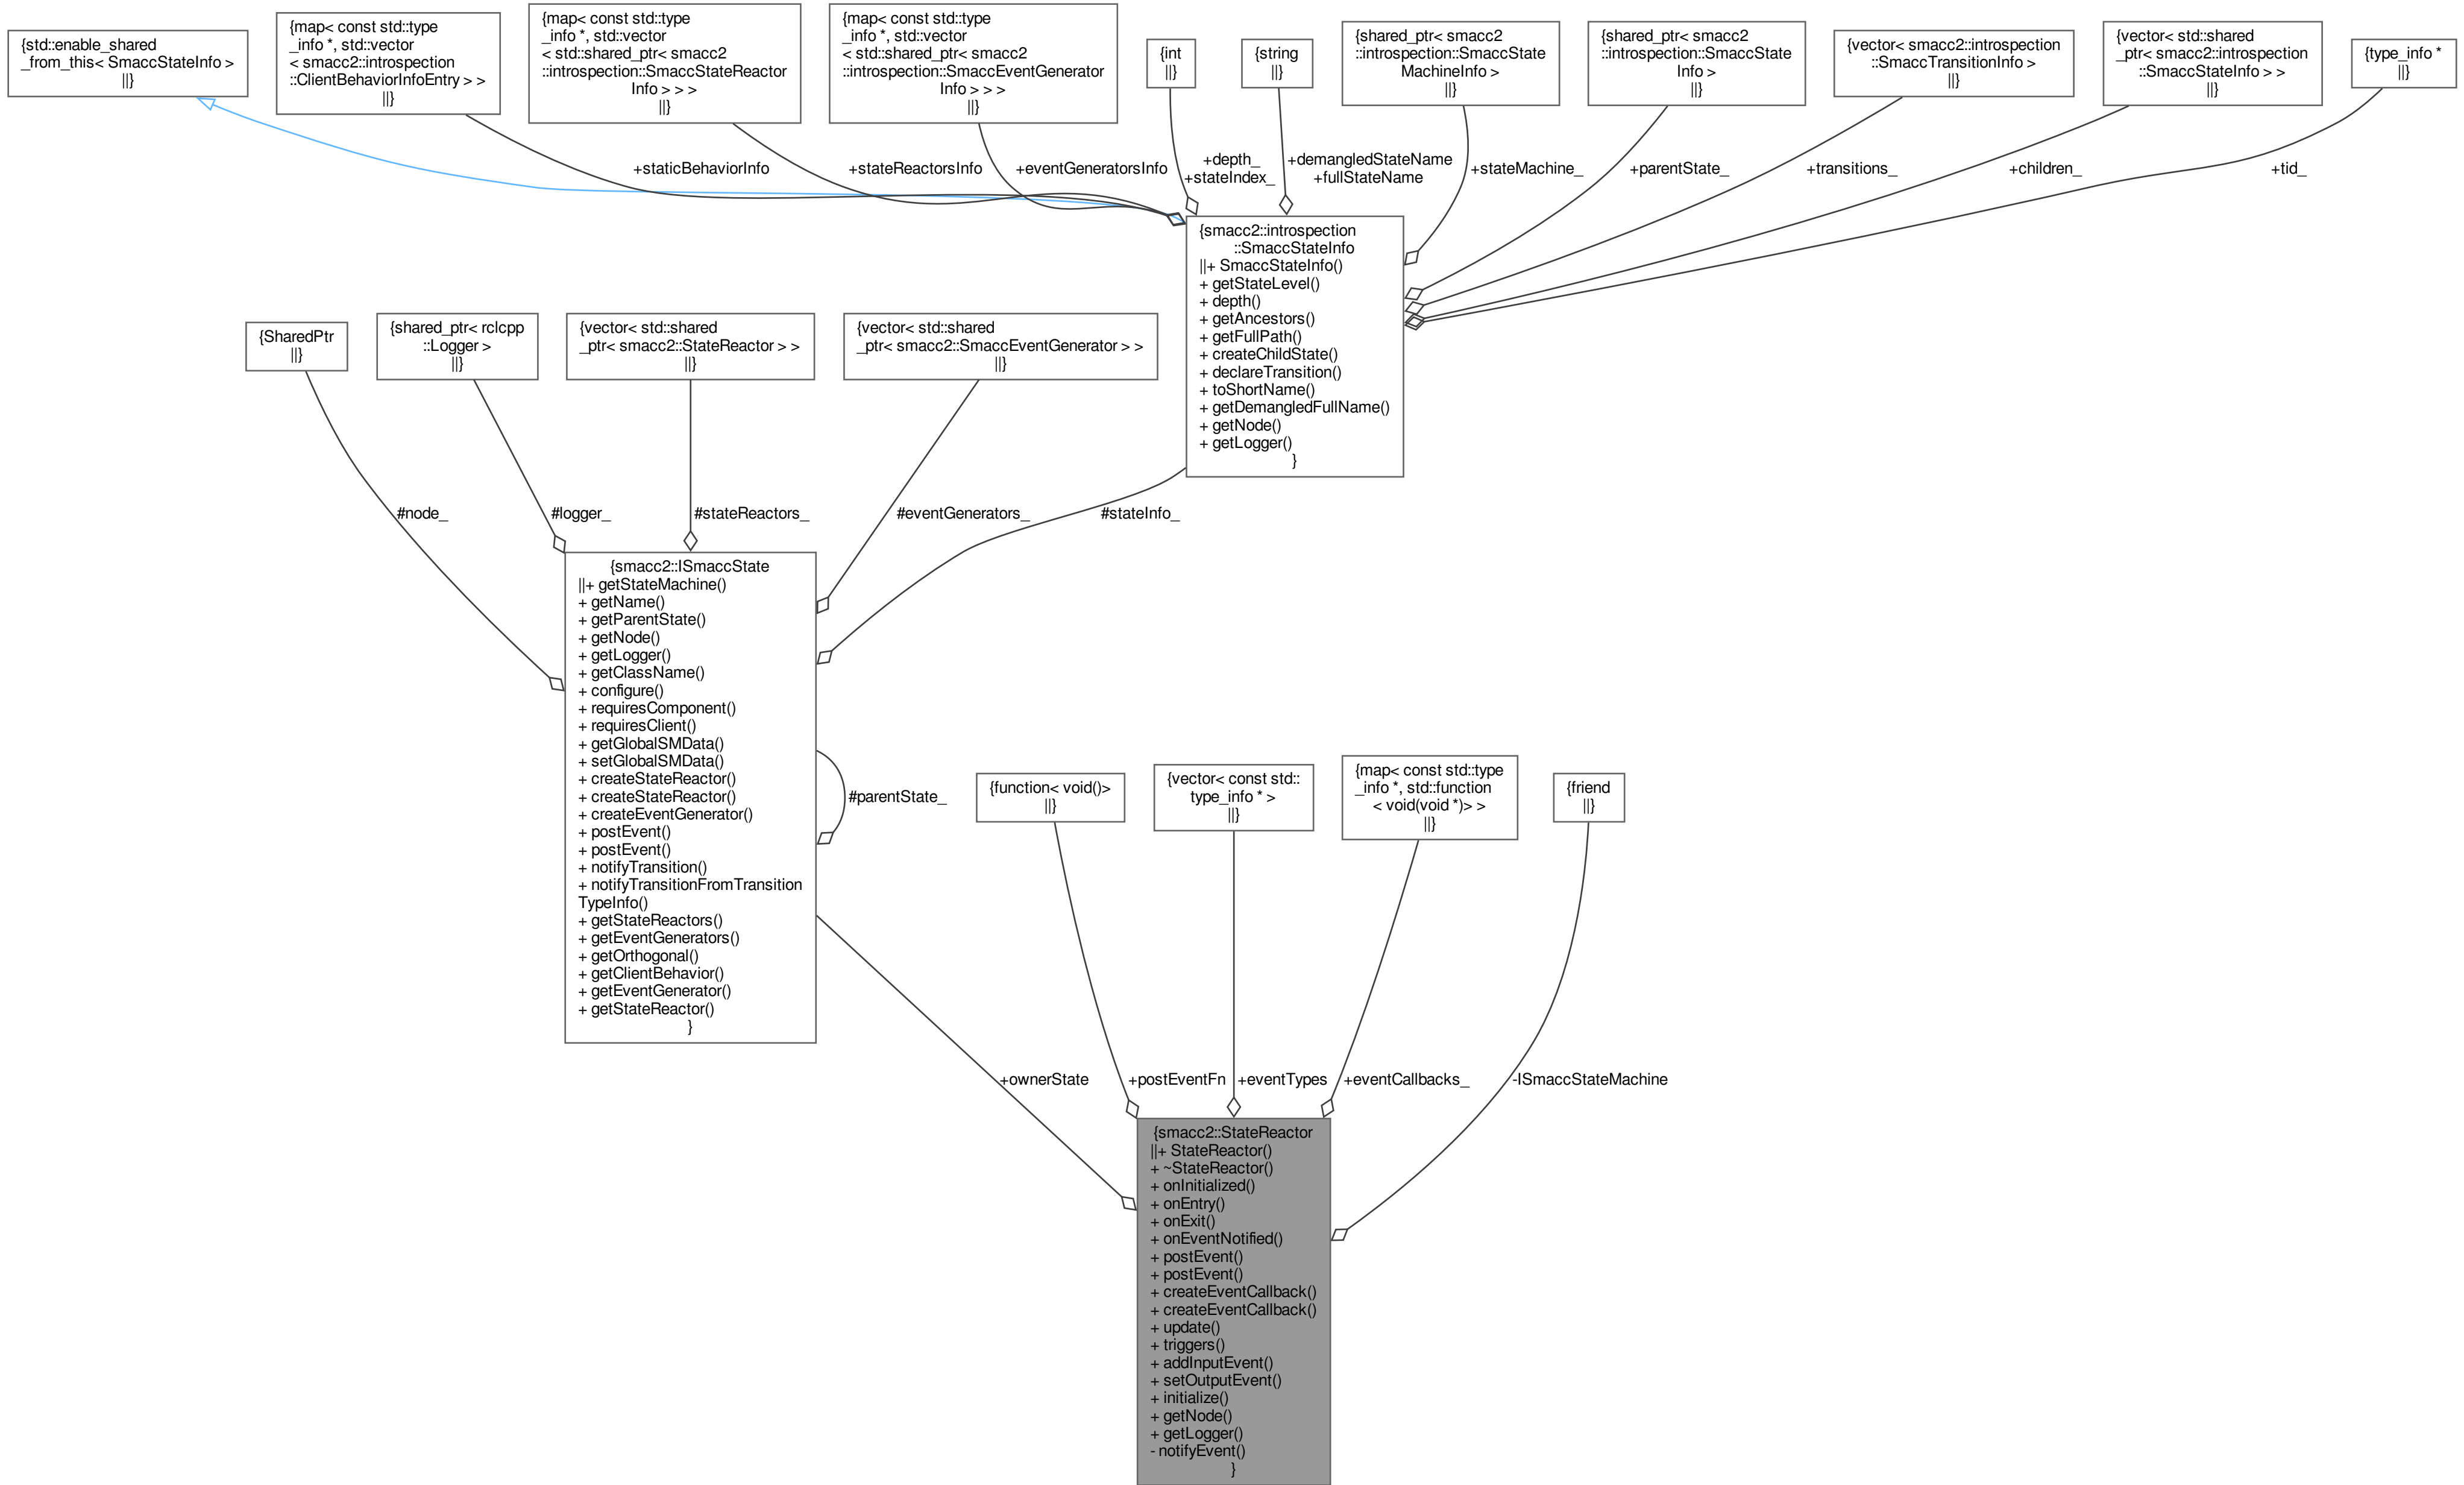 {std::enable_shared
_from_this< SmaccStateInfo >
||}
{map< const std::type
_info *, std::vector
< smacc2::introspection
::ClientBehaviorInfoEntry > >
||}
{map< const std::type
_info *, std::vector
< std::shared_ptr< smacc2
::introspection::SmaccStateReactor
Info > > >
||}
{map< const std::type
_info *, std::vector
< std::shared_ptr< smacc2
::introspection::SmaccEventGenerator
Info > > >
||}
{int
||}
{string
||}
{shared_ptr< smacc2
::introspection::SmaccState
MachineInfo >
||}
{shared_ptr< smacc2
::introspection::SmaccState
Info >
||}
{vector< smacc2::introspection
::SmaccTransitionInfo >
||}
{vector< std::shared
_ptr< smacc2::introspection
::SmaccStateInfo > >
||}
{type_info *
||}
+staticBehaviorInfo
+stateReactorsInfo
+eventGeneratorsInfo
+depth_
+stateIndex_
+demangledStateName
+fullStateName
+stateMachine_
+parentState_
+transitions_
+children_
+tid_
{smacc2::introspection
::SmaccStateInfo
||+ SmaccStateInfo()
+ getStateLevel()
+ depth()
+ getAncestors()
+ getFullPath()
+ createChildState()
+ declareTransition()
+ toShortName()
+ getDemangledFullName()
+ getNode()
+ getLogger()
}
{SharedPtr
||}
{shared_ptr< rclcpp
::Logger >
||}
{vector< std::shared
_ptr< smacc2::StateReactor > >
||}
{vector< std::shared
_ptr< smacc2::SmaccEventGenerator > >
||}
#node_
#logger_
#stateReactors_
#eventGenerators_
#stateInfo_
{smacc2::ISmaccState
||+ getStateMachine()
+ getName()
+ getParentState()
+ getNode()
+ getLogger()
+ getClassName()
+ configure()
+ requiresComponent()
+ requiresClient()
+ getGlobalSMData()
+ setGlobalSMData()
+ createStateReactor()
+ createStateReactor()
+ createEventGenerator()
+ postEvent()
+ postEvent()
+ notifyTransition()
+ notifyTransitionFromTransition
TypeInfo()
+ getStateReactors()
+ getEventGenerators()
+ getOrthogonal()
+ getClientBehavior()
+ getEventGenerator()
+ getStateReactor()
}
#parentState_
{function< void()>
||}
{vector< const std::
type_info * >
||}
{map< const std::type
_info *, std::function
< void(void *)> >
||}
{friend
||}
+ownerState
+postEventFn
+eventTypes
+eventCallbacks_
-ISmaccStateMachine
{smacc2::StateReactor
||+ StateReactor()
+ ~StateReactor()
+ onInitialized()
+ onEntry()
+ onExit()
+ onEventNotified()
+ postEvent()
+ postEvent()
+ createEventCallback()
+ createEventCallback()
+ update()
+ triggers()
+ addInputEvent()
+ setOutputEvent()
+ initialize()
+ getNode()
+ getLogger()
- notifyEvent()
}